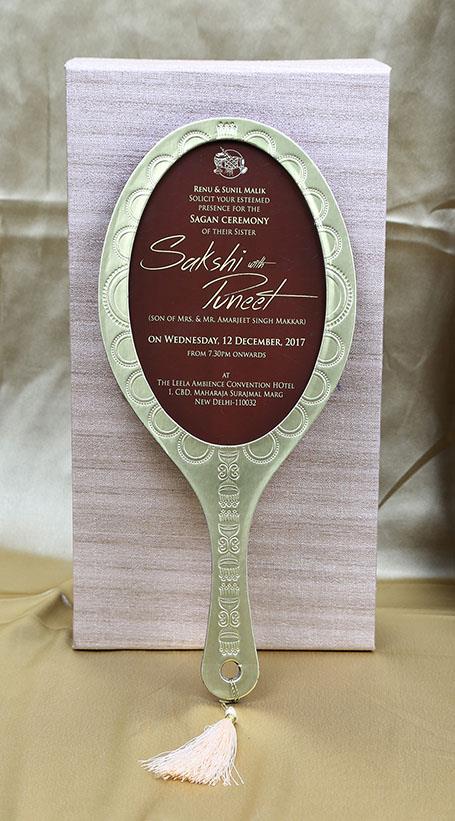 Renu & Sunil Malik
solicit your esteemed
presence for the
Sagan Ceremony
of their Sister
Sakshi with
Puneet
(son of Mrs. & Mr. Amarjeet Singh Makkar)
on Wednesday, 12 December, 2017
from 7.30pm onwards
at
The Leela Ambience Convention Hotel
1, CBD, Maharaja Surajmal Marg
New Delhi-110032